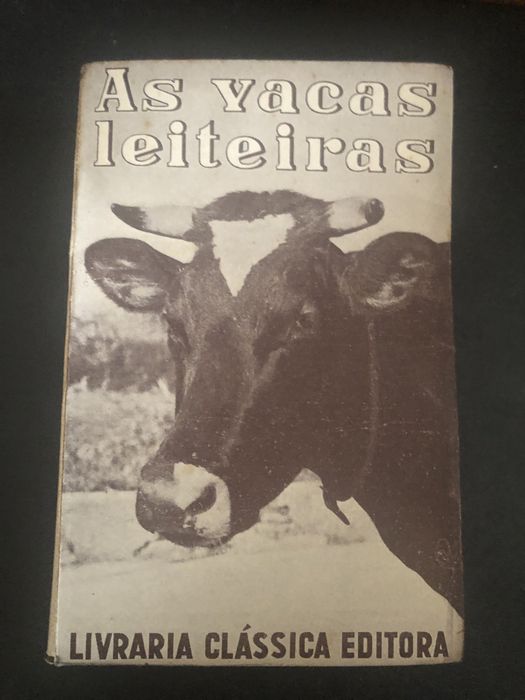 As vacas
leiteiras
LIVRARIA CLÁSSICA EDITORA